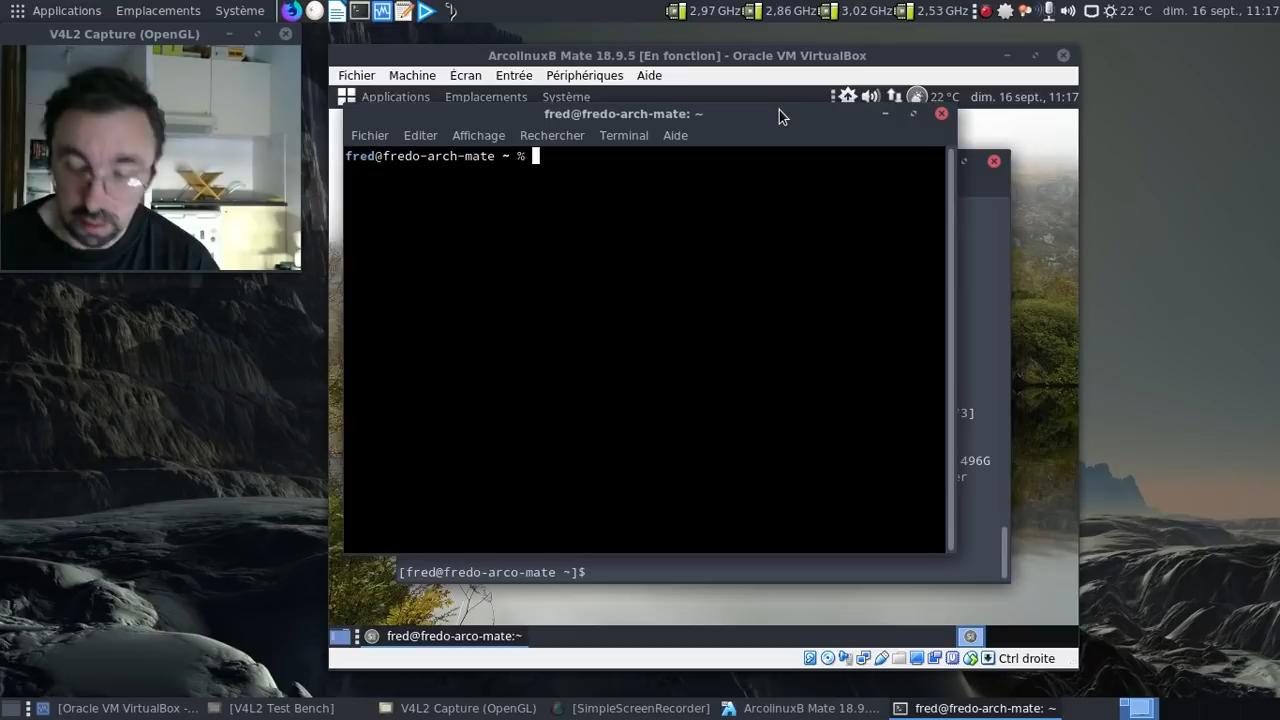 Applications Emplacements Système
2,97 GHz 2,86 GHz 3,02 GHz 2,53 GHz 22 °C dim. 16 sept., 11:17
V4L2 Capture (OpenGL)
ArcolinuxB Mate 18.9.5 [En fonction] - Oracle VM VirtualBox
Fichier Machine Écran Entrée Périphériques Aide
Applications Emplacements Système 22 °C dim. 16 sept., 11:17
fred@fredo-arch-mate: ~
Fichier Editer Affichage Rechercher Terminal Aide
fred@fredo-arch-mate ~ %
/3]
496G
er
[fred@fredo-arco-mate ~]$
fred@fredo-arco-mate:~
Ctrl droite
[Oracle VM VirtualBox -... [V4L2 Test Bench] V4L2 Capture (OpenGL) [SimpleScreenRecorder] ArcolinuxB Mate 18.9.... fred@fredo-arch-mate: ~